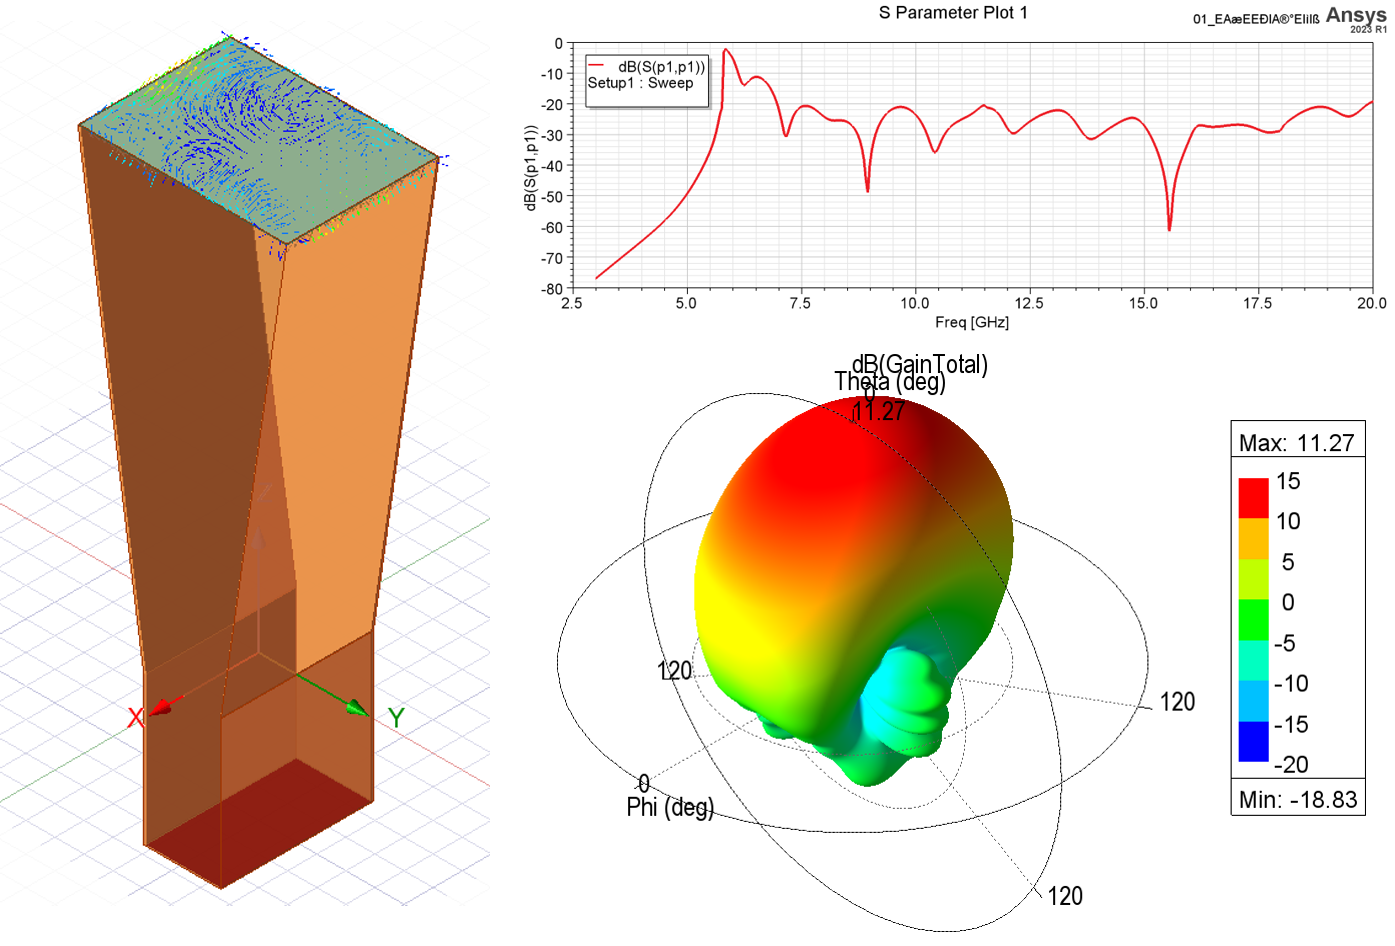 S Parameter Plot 1
01_EAæEEÐIA®°EIilß Ansys
2023 R1
0
-10
-20
-30
-40
-50
-60
-70
-80
dB(S(p1,p1))
dB(S(p1,p1))
Setup1 : Sweep
2.5 5.0 7.5 10.0 12.5 15.0 17.5 20.0
Freq [GHz]
dB(GainTotal)
Theta (deg)
0
11.27
120
120
0
Phi (deg)
120
X
Y
Max: 11.27
15
10
5
0
-5
-10
-15
-20
Min: -18.83